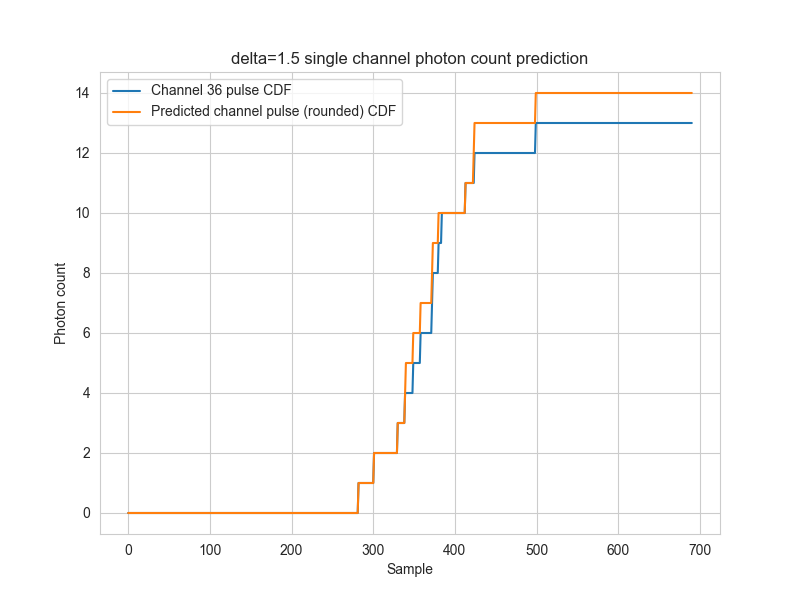 delta=1.5 single channel photon count prediction
Channel 36 pulse CDF
Predicted channel pulse (rounded) CDF
14
12
10
8
6
4
2
0
Photon count
0 100 200 300 400 500 600 700
Sample